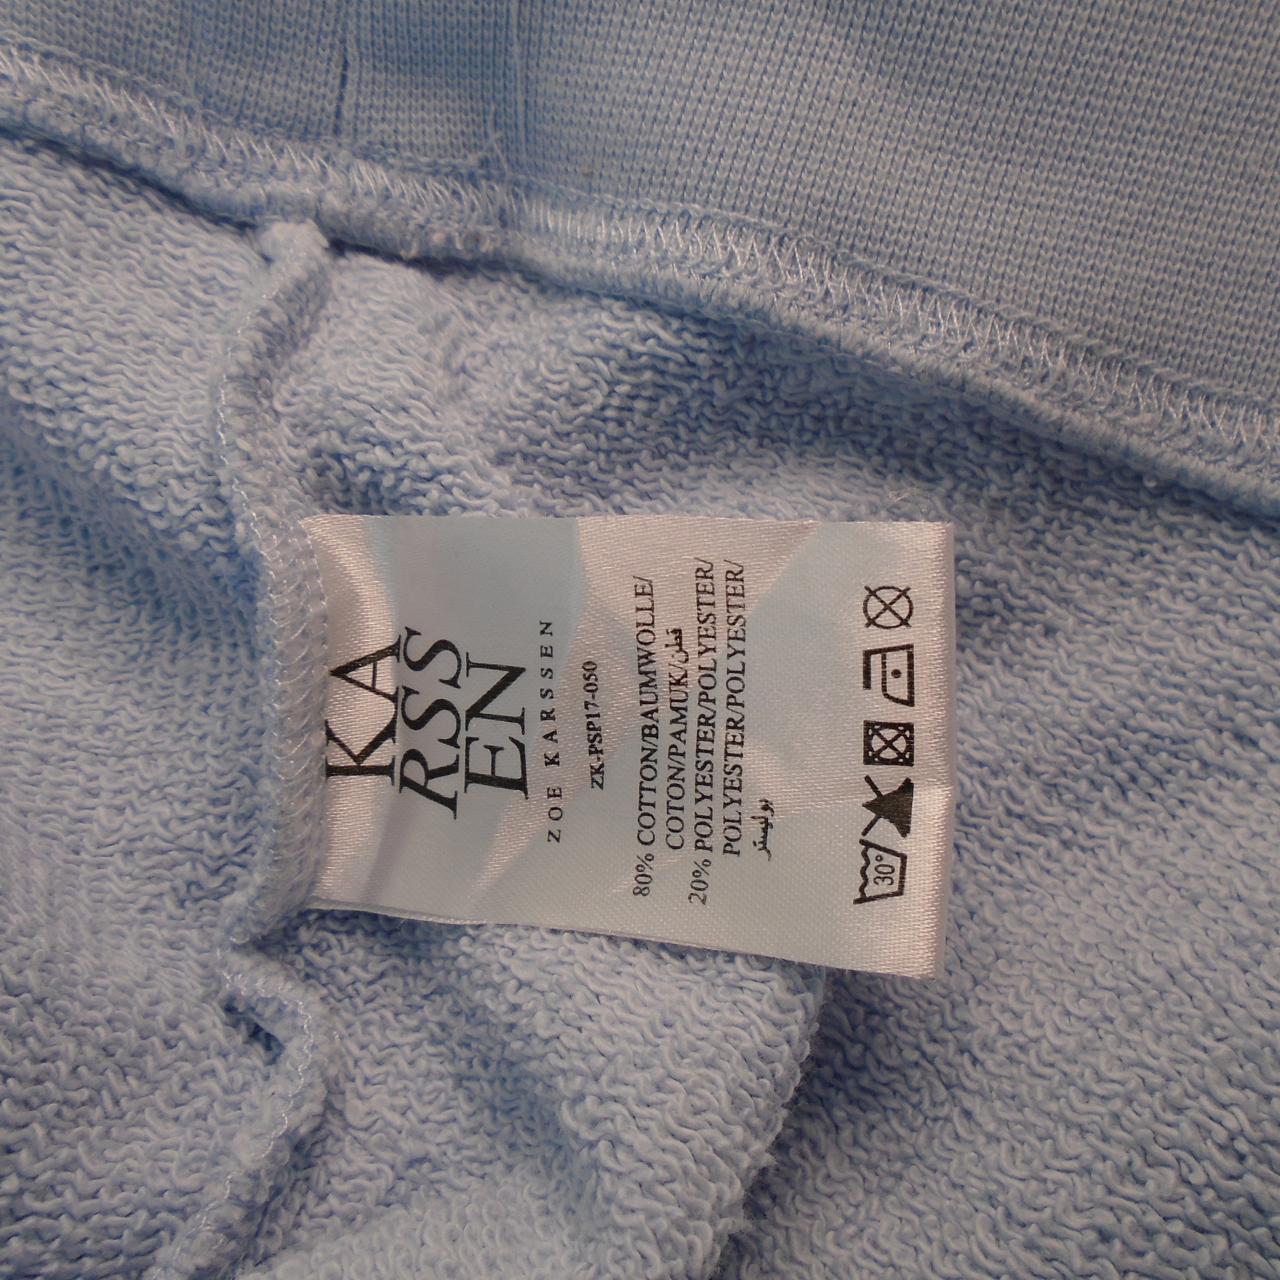 KA
RSS
EN
ZOE KARSSEN
ZK-PSP17-050
80% COTTON/BAUMWOLLE/
COTON/PAMUK/قطن
20% POLYESTER/POLYESTER/
POLYESTER/POLYESTER/
بوليستر
30°